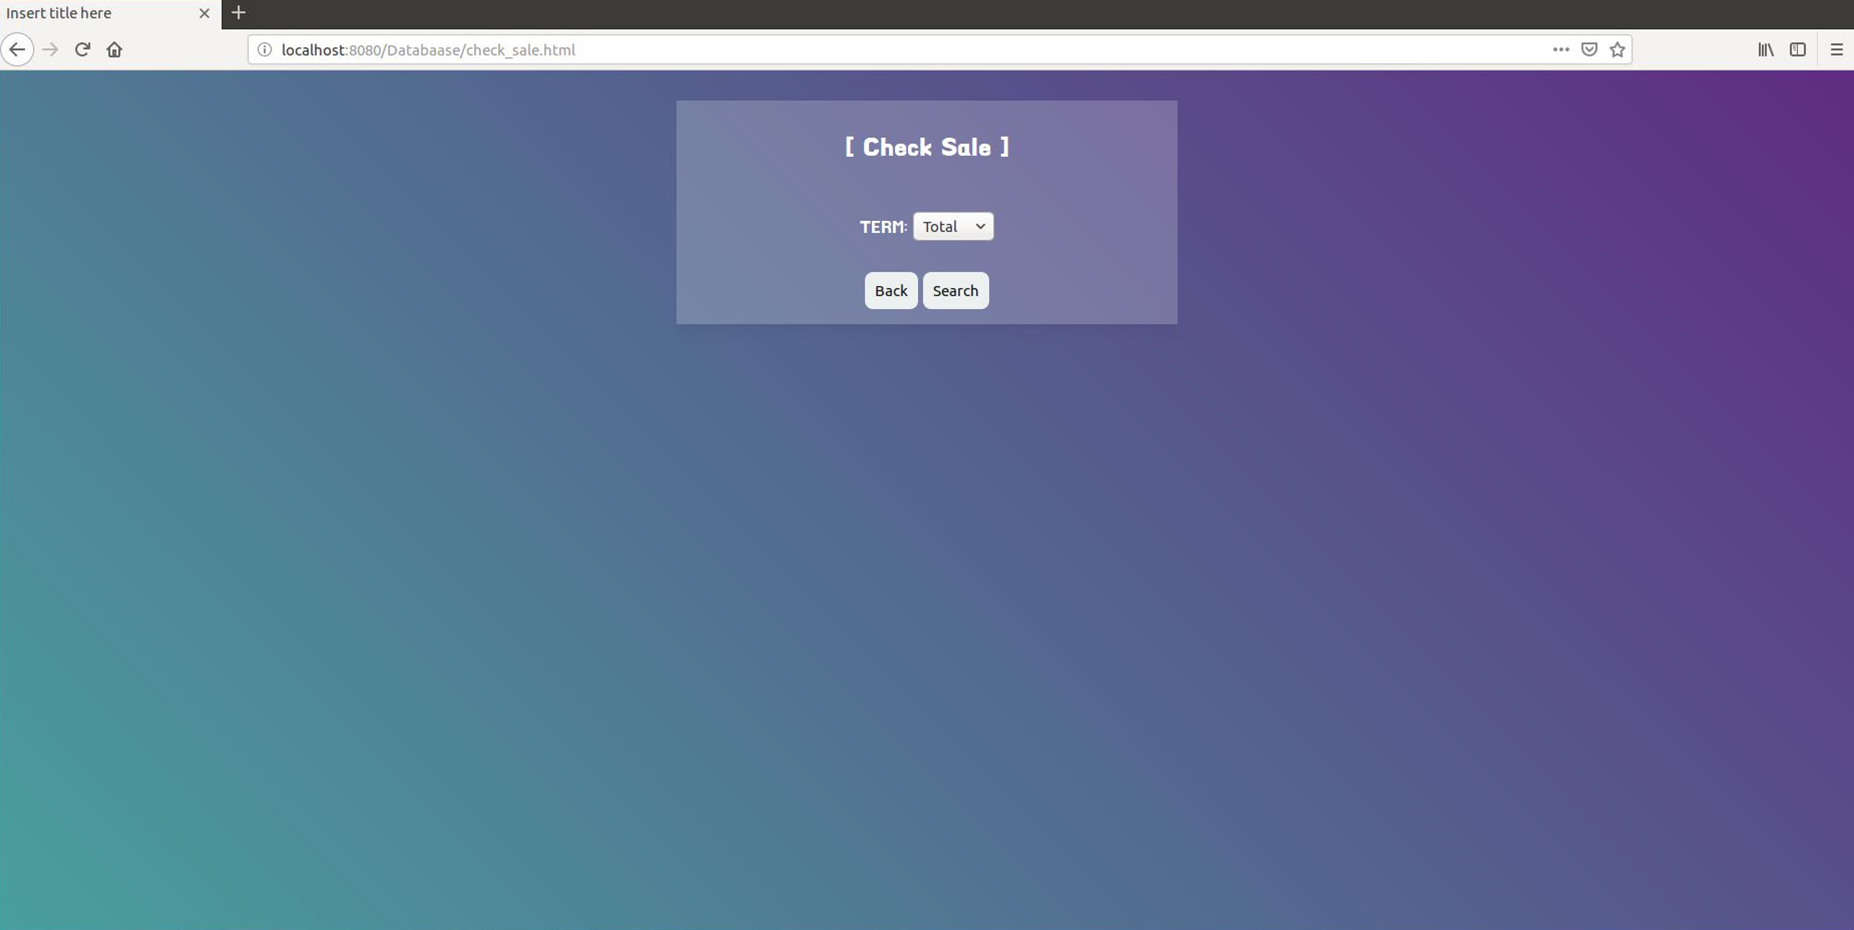 Insert title here
localhost:8080/Databaase/check_sale.html
[ Check Sale ]
TERM: Total
Back Search